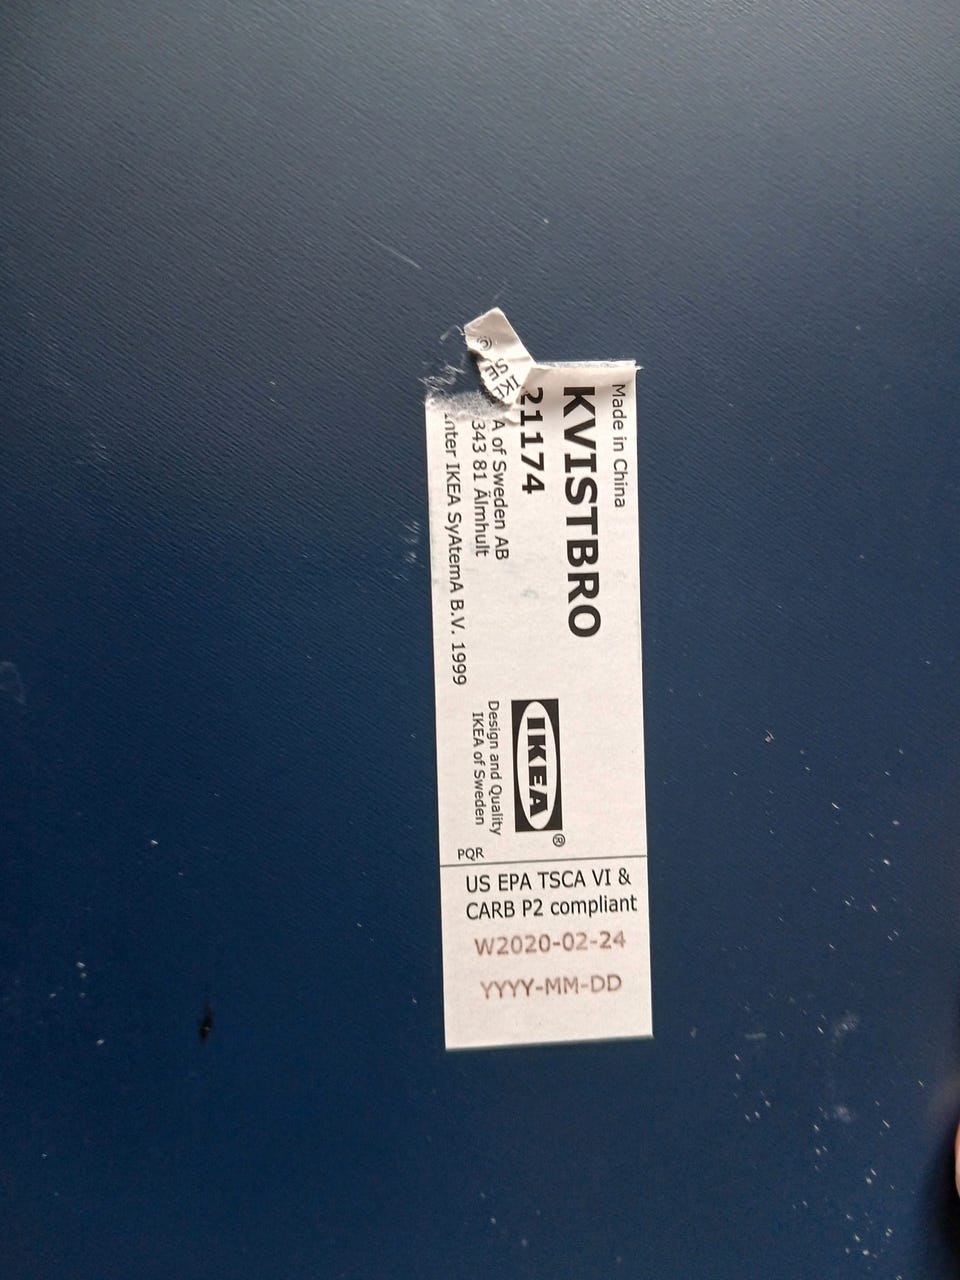 Made in China
KVISTBRO
21174
A of Sweden AB
343 81 Älmhult
Inter IKEA SyAtemA B.V. 1999
IKEA®
Design and Quality
IKEA of Sweden
PQR
US EPA TSCA VI &
CARB P2 compliant
W2020-02-24
YYYY-MM-DD